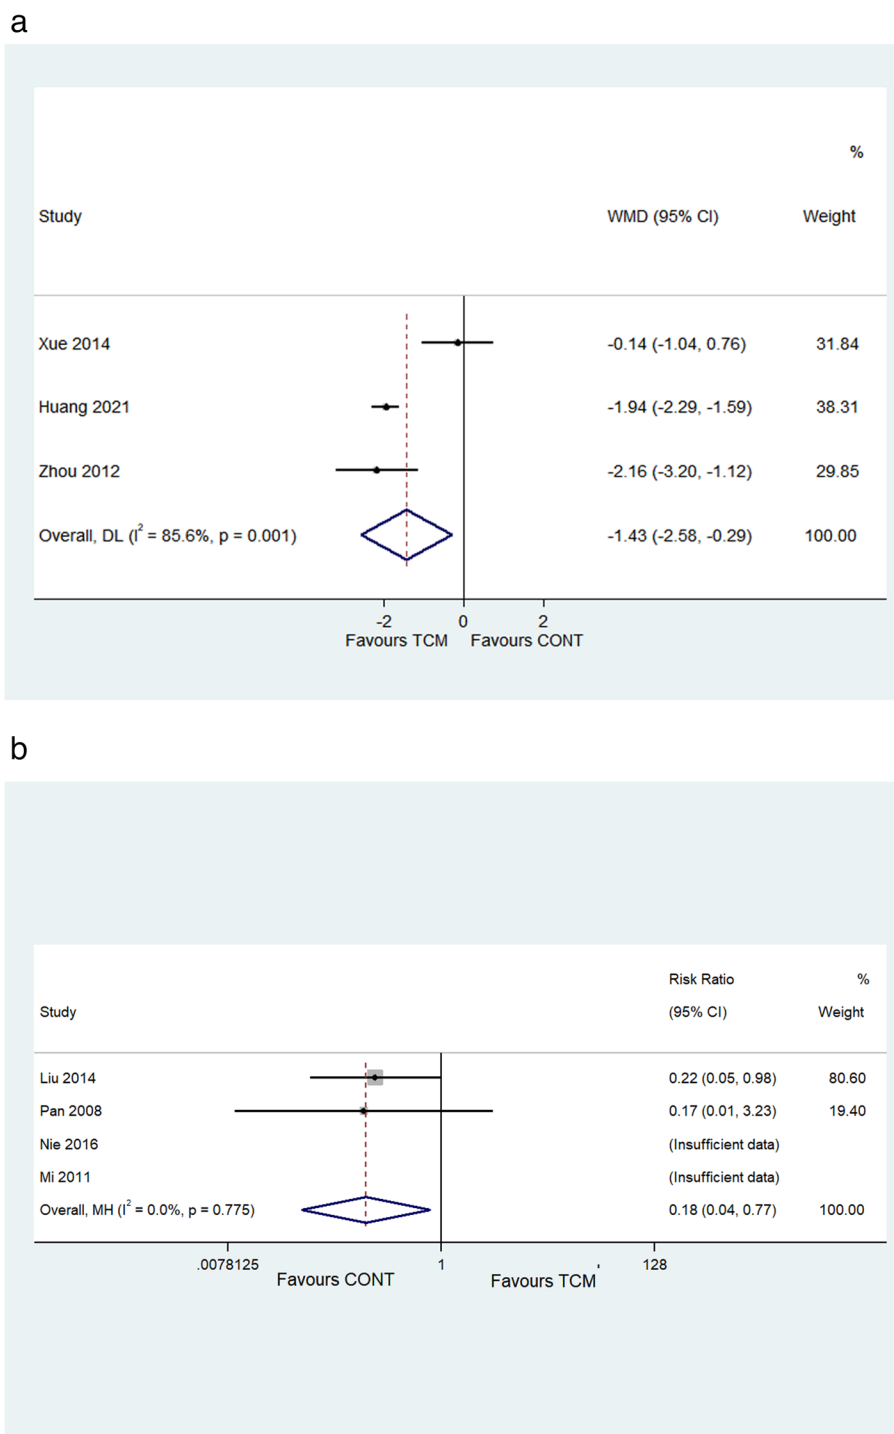 a
%
Study WMD (95% CI) Weight
Xue 2014 -0.14 (-1.04, 0.76) 31.84
Huang 2021 -1.94 (-2.29, -1.59) 38.31
Zhou 2012 -2.16 (-3.20, -1.12) 29.85
Overall, DL (I² = 85.6%, p = 0.001) -1.43 (-2.58, -0.29) 100.00
-2 0 2
Favours TCM Favours CONT
b
Risk Ratio %
Study (95% CI) Weight
Liu 2014 0.22 (0.05, 0.98) 80.60
Pan 2008 0.17 (0.01, 3.23) 19.40
Nie 2016 (Insufficient data)
Mi 2011 (Insufficient data)
Overall, MH (I² = 0.0%, p = 0.775) 0.18 (0.04, 0.77) 100.00
.0078125 1 128
Favours CONT Favours TCM